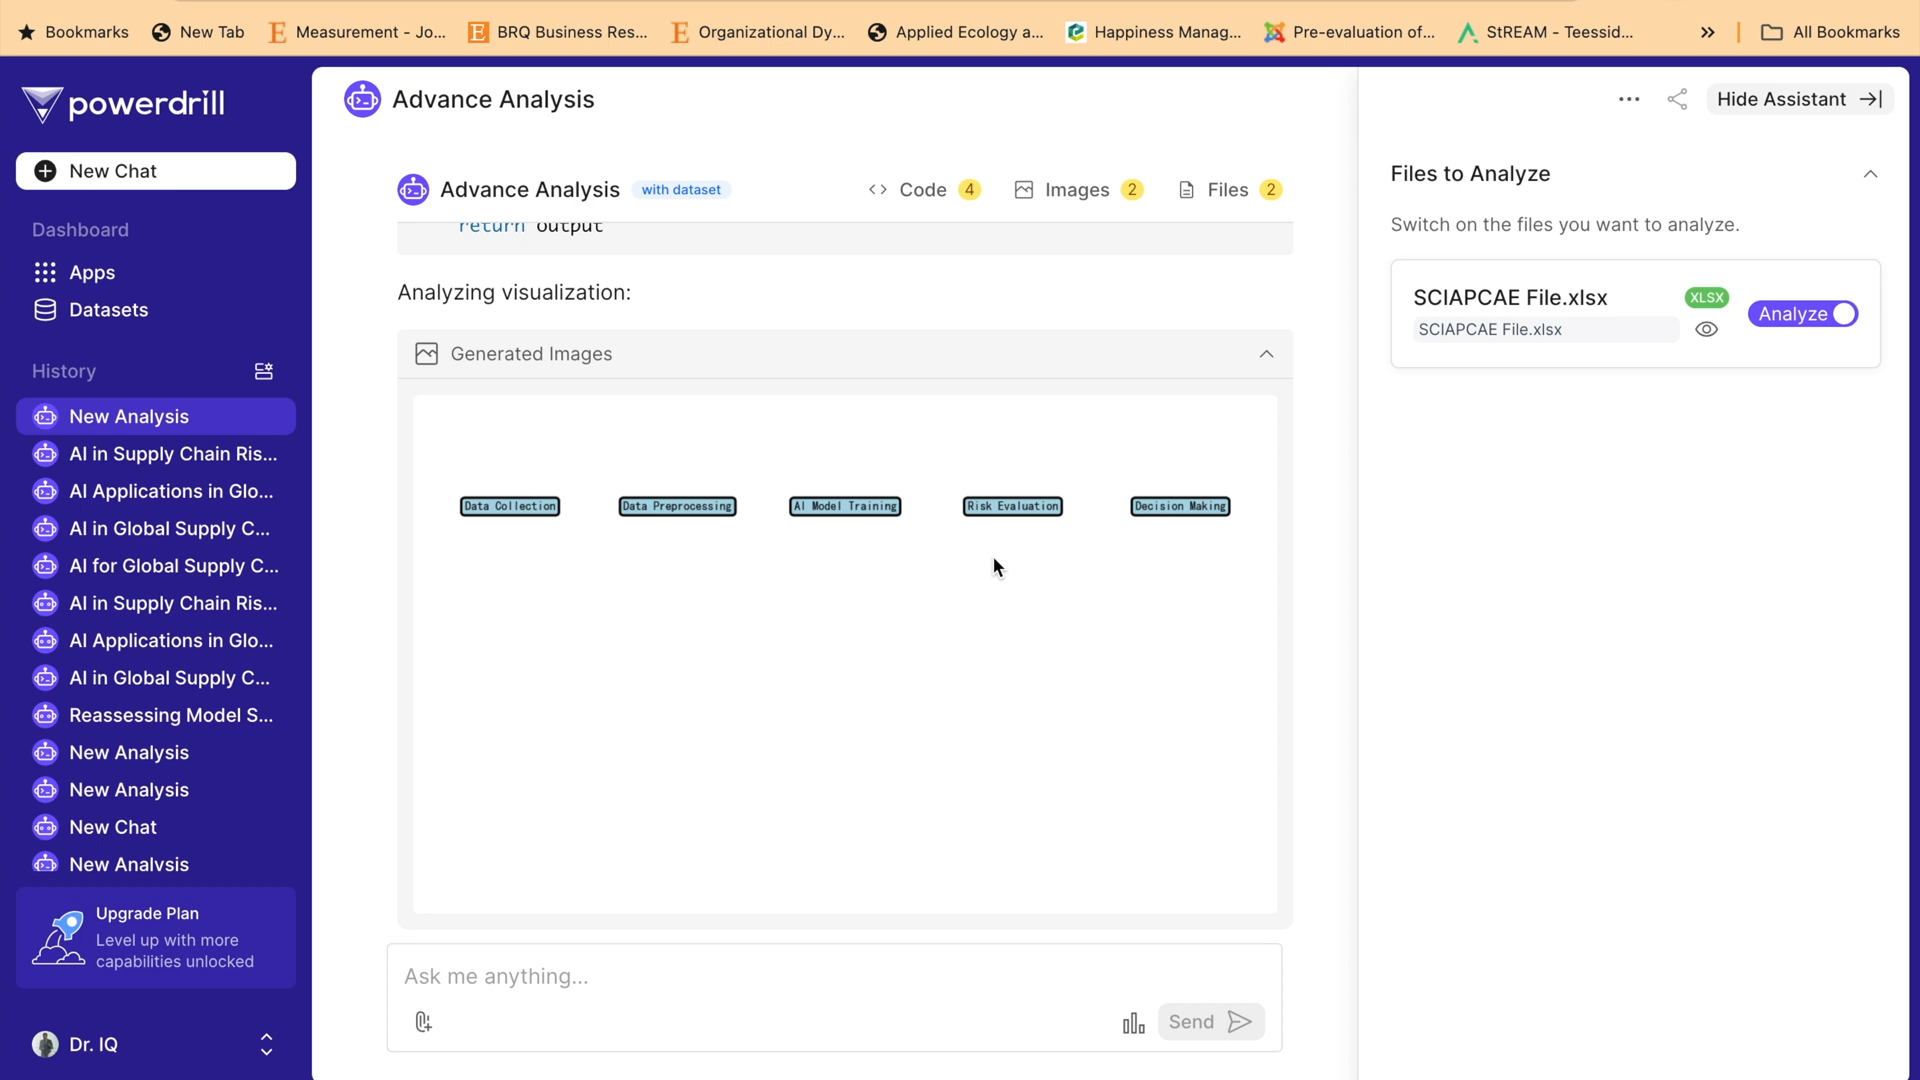 Bookmarks
New Tab
Measurement - Jo...
BRQ Business Res...
Organizational Dy...
Applied Ecology a...
Happiness Manag...
Pre-evaluation of...
StREAM - Teessid...
All Bookmarks
powerdrill
New Chat
Dashboard
Apps
Datasets
History
New Analysis
AI in Supply Chain Ris...
AI Applications in Glo...
AI in Global Supply C...
AI for Global Supply C...
AI in Supply Chain Ris...
AI Applications in Glo...
AI in Global Supply C...
Reassessing Model S...
New Analysis
New Analysis
New Chat
New Analysis
Upgrade Plan
Level up with more
capabilities unlocked
Dr. IQ
Advance Analysis
Advance Analysis with dataset Code 4 Images 2 Files 2
return output
Analyzing visualization:
Generated Images
Data Collection
Data Preprocessing
AI Model Training
Risk Evaluation
Decision Making
Ask me anything...
Send
Hide Assistant
Files to Analyze
Switch on the files you want to analyze.
SCIAPCAE File.xlsx
XLSX
SCIAPCAE File.xlsx
Analyze